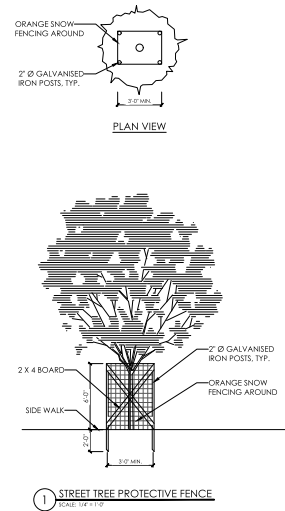 ORANGE SNOW
FENCING AROUND
2" Ø GALVANISED
IRON POSTS, TYP.
3'-0" MIN.
PLAN VIEW
2" Ø GALVANISED
IRON POSTS, TYP.
2 X 4 BOARD
6'-0"
ORANGE SNOW
FENCING AROUND
SIDE WALK
2'-0"
3'-0" MIN.
1 STREET TREE PROTECTIVE FENCE
SCALE: 1/4" = 1'-0"